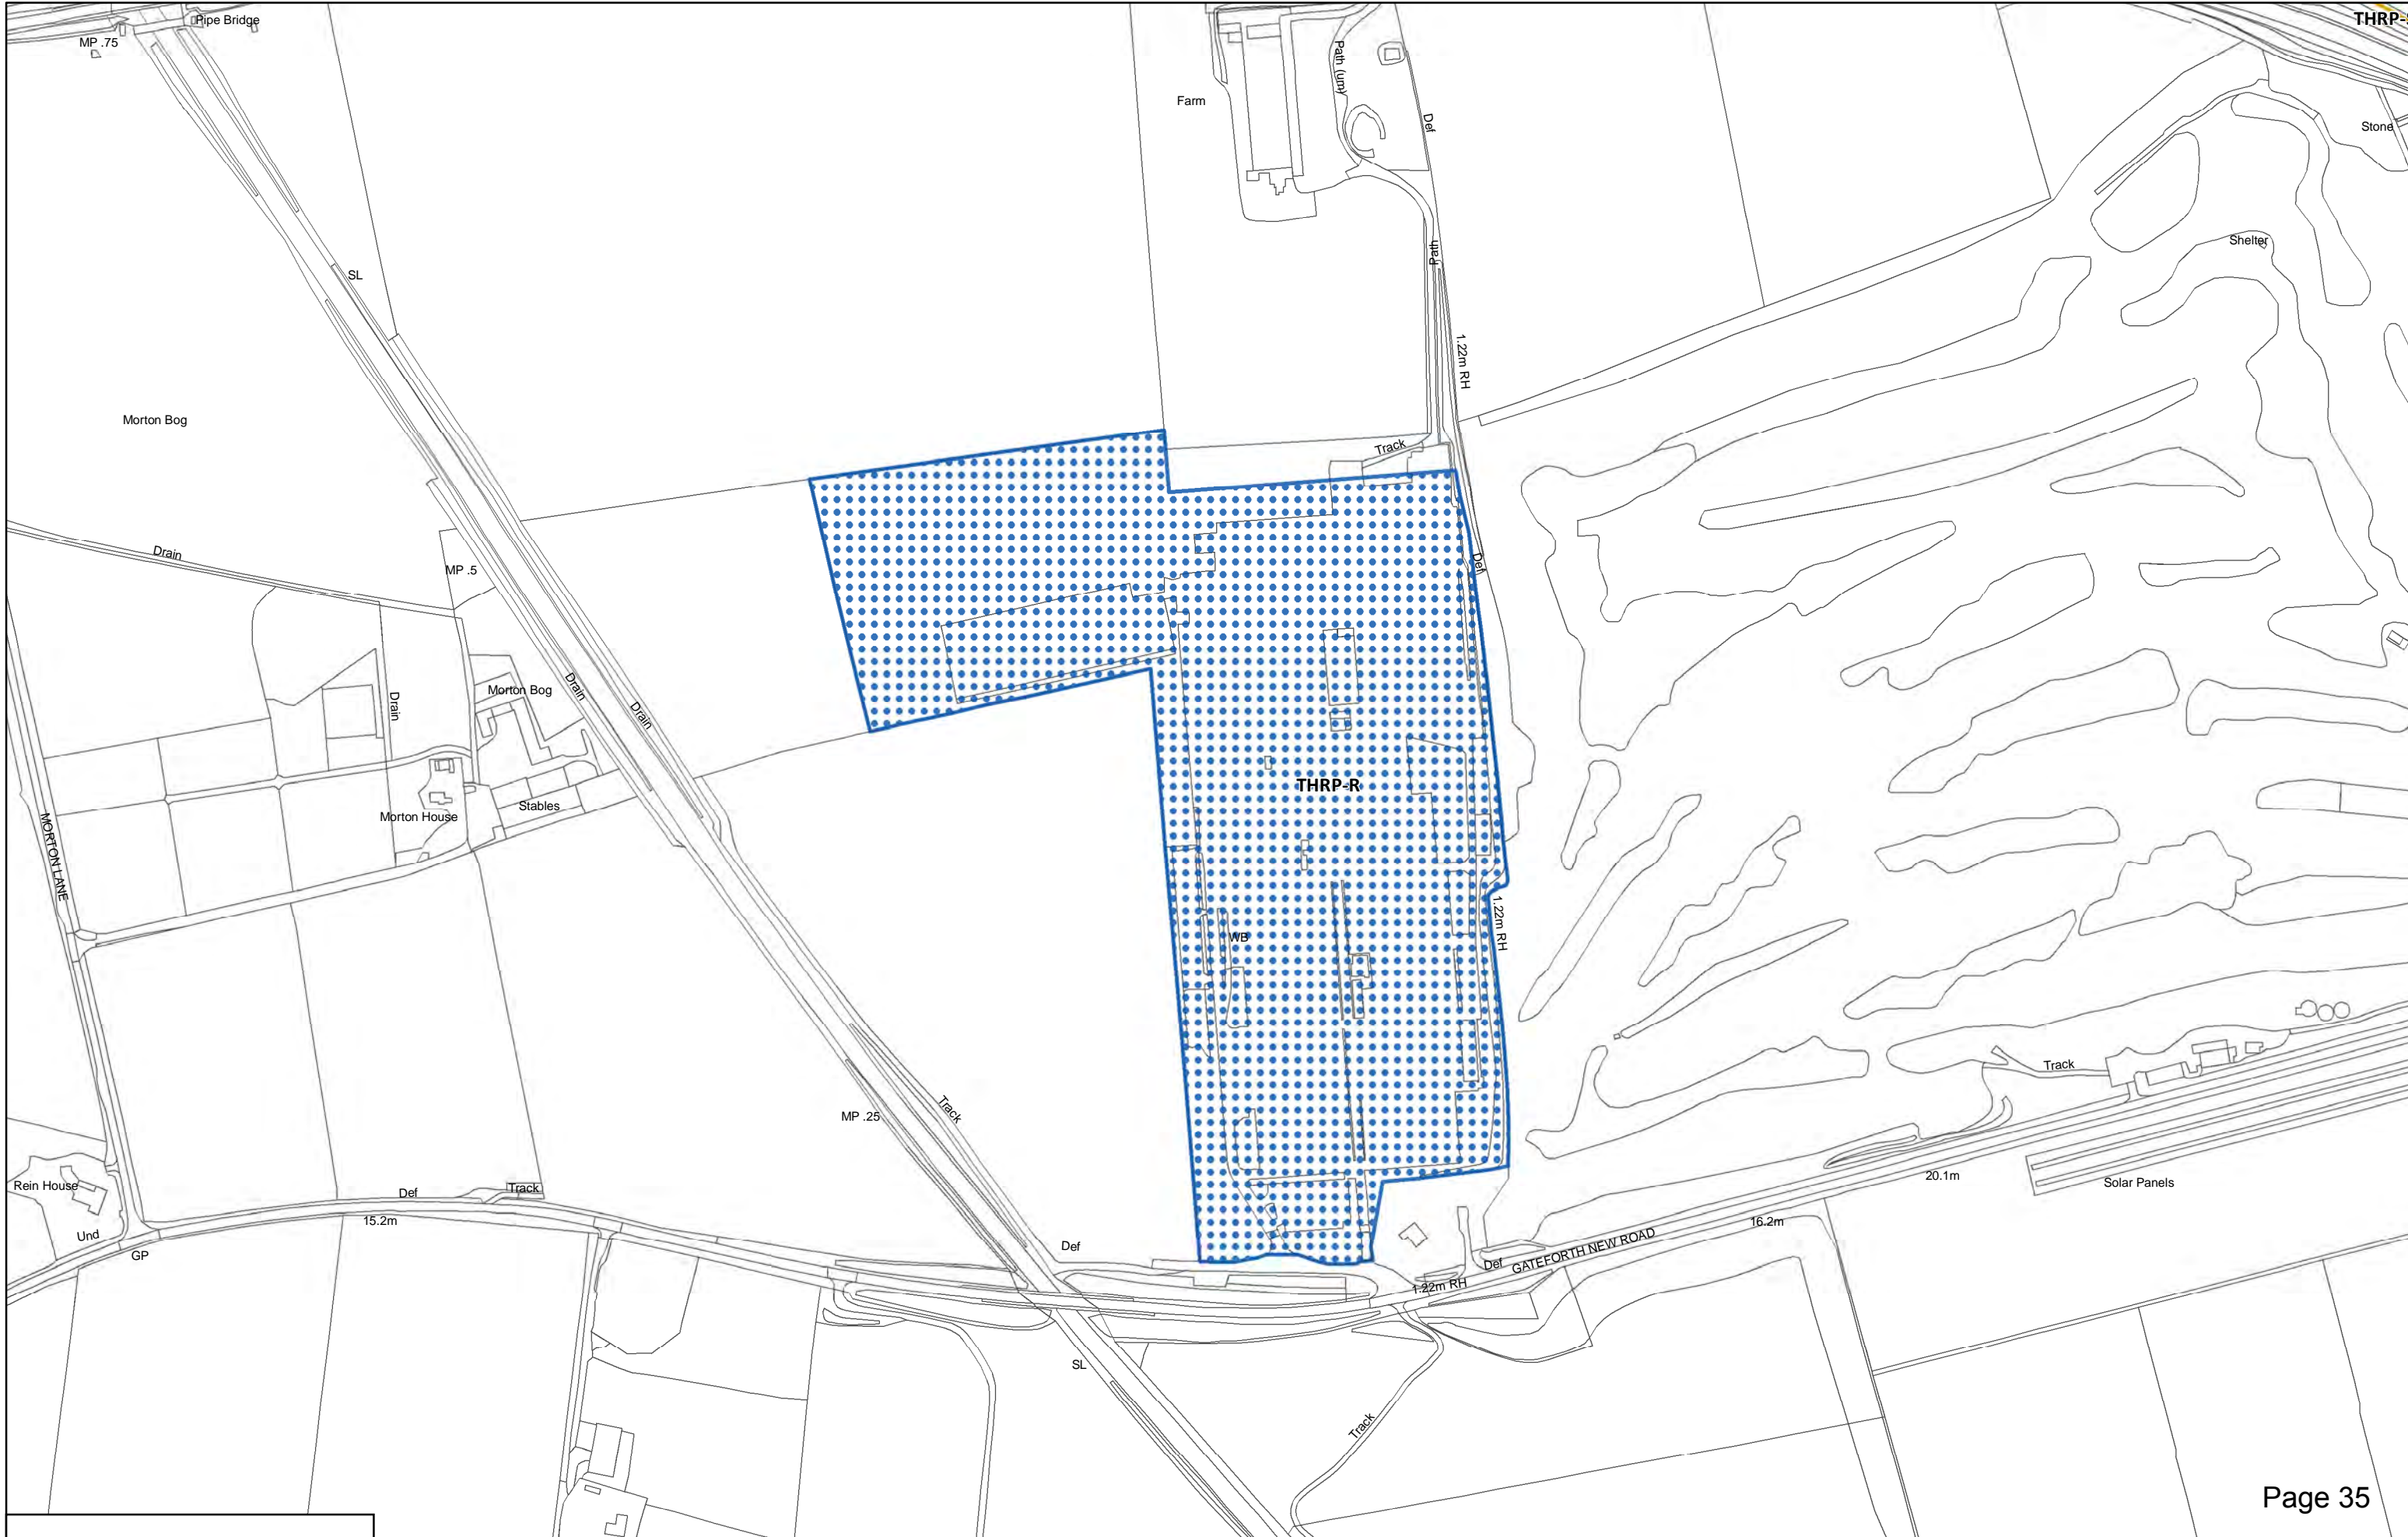 Pipe Bridge
THRP-
MP .75
Path (um)
Farm
Def
Stone
Shelter
Path
SL
1.22m RH
Morton Bog
Track
Drain
MP .5
Def
Morton Bog
Drain
Drain
Drain
THRP-R
Stables
Morton House
MORTON LANE
1.22m RH
WB
Track
MP .25
Track
20.1m
Solar Panels
Rein House
Def
Track
15.2m
16.2m
Und
GP
Def
GATEFORTH NEW ROAD
Def
1.22m RH
SL
Track
Page 35